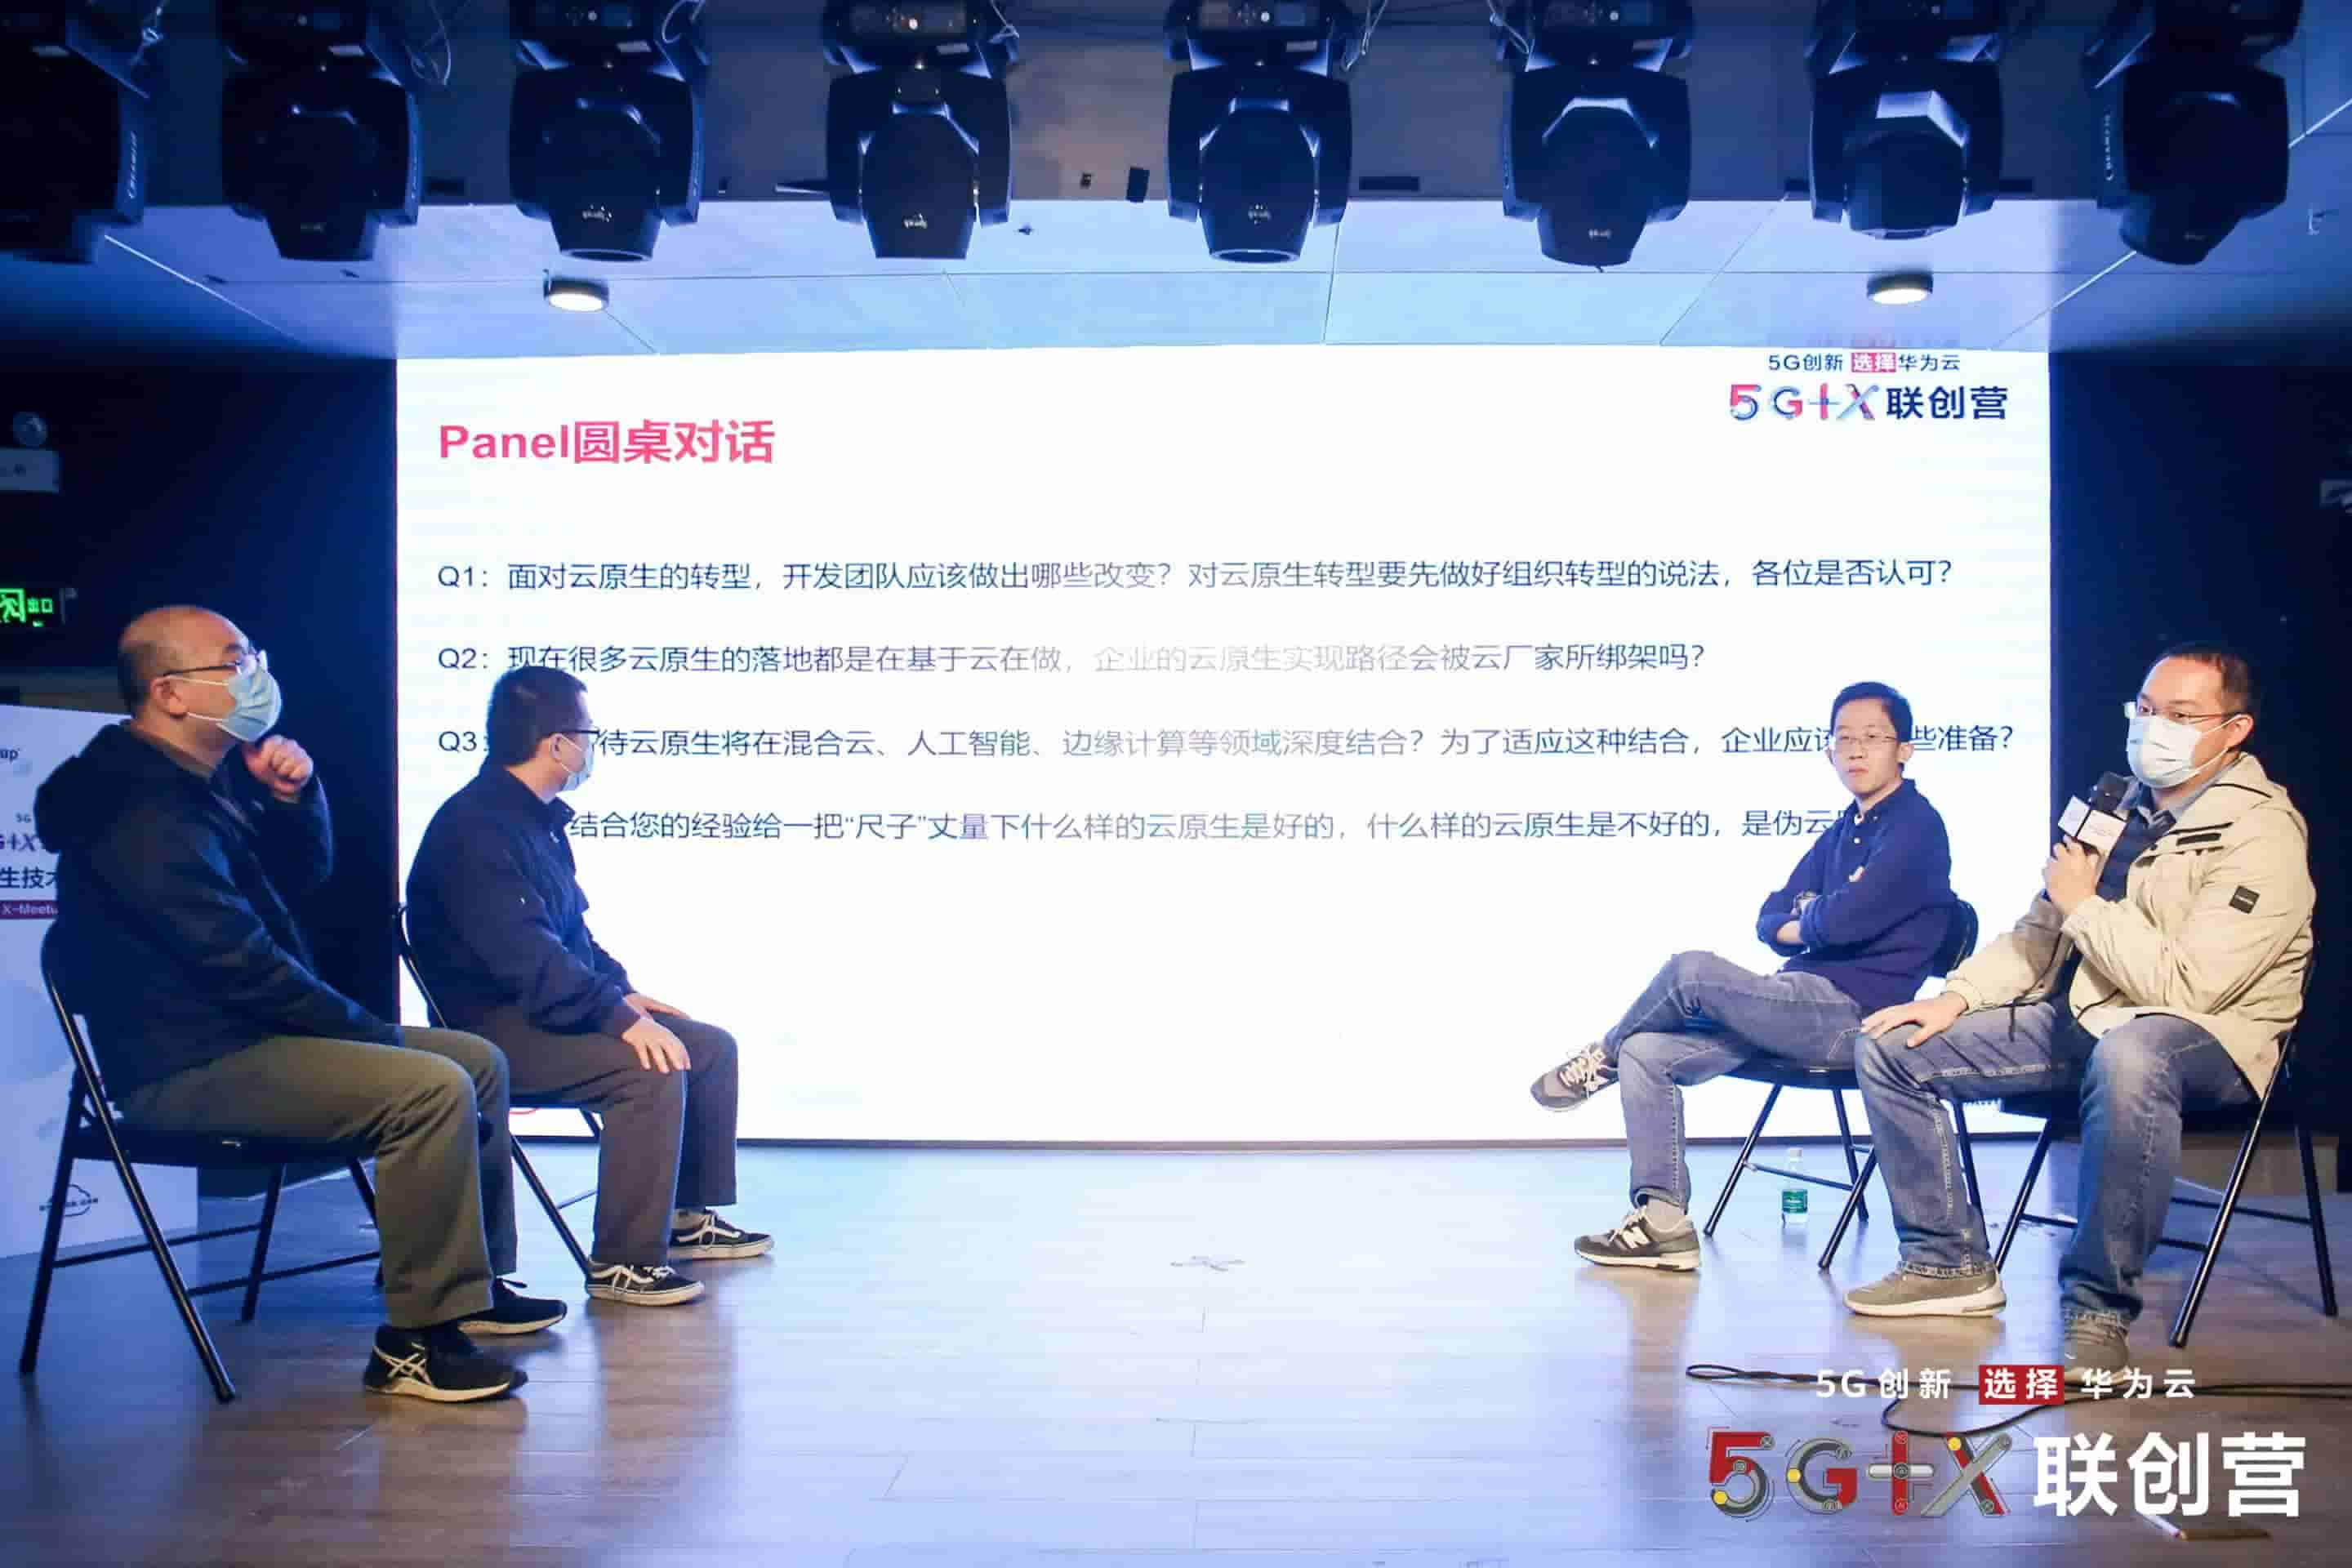 5G创新 选择 华为云
5G+X 联创营
Panel圆桌对话
Q1：面对云原生的转型，开发团队应该做出哪些改变？对云原生转型要先做好组织转型的说法，各位是否认可？
Q2：现在很多云原生的落地都是在基于云在做，企业的云原生实现路径会被云厂家所绑架吗？
Q3 待云原生将在混合云、人工智能、边缘计算等领域深度结合？为了适应这种结合，企业应 些准备？
结合您的经验给一把“尺子”丈量下什么样的云原生是好的，什么样的云原生是不好的，是伪云
出口
up
5G
G+X
生技
X-Meetu
5G创新 选择 华为云
5G+X 联创营